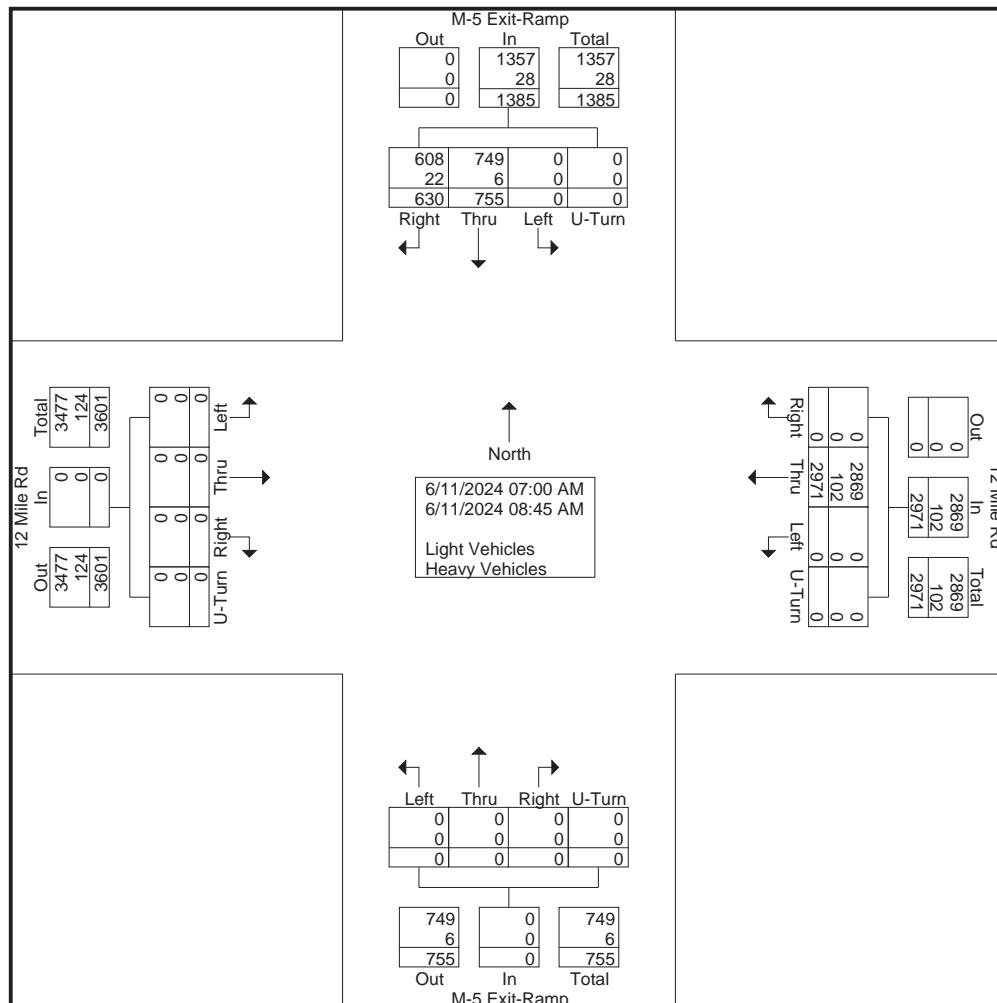 M-5 Exit-Ramp
Out In Total
0 1357 1357
0 28 28
0 1385 1385
608 749 0 0
22 6 0 0
630 755 0 0
Right Thru Left U-Turn
12 Mile Rd
Total
3477
124
3601
In
0
0
0
Out
3477
124
3601
Left
0
0
0
Thru
0
0
0
Right
0
0
0
U-Turn
0
0
0
North
6/11/2024 07:00 AM
6/11/2024 08:45 AM
Light Vehicles
Heavy Vehicles
Right
0
0
0
Thru
2869
102
2971
Left
0
0
0
U-Turn
0
0
0
Out
0
0
0
In
2869
102
2971
Total
2869
102
2971
12 Mile Rd
Left Thru Right U-Turn
0 0 0 0
0 0 0 0
0 0 0 0
749 0 749
6 0 6
755 0 755
Out In Total
M-5 Exit-Ramp